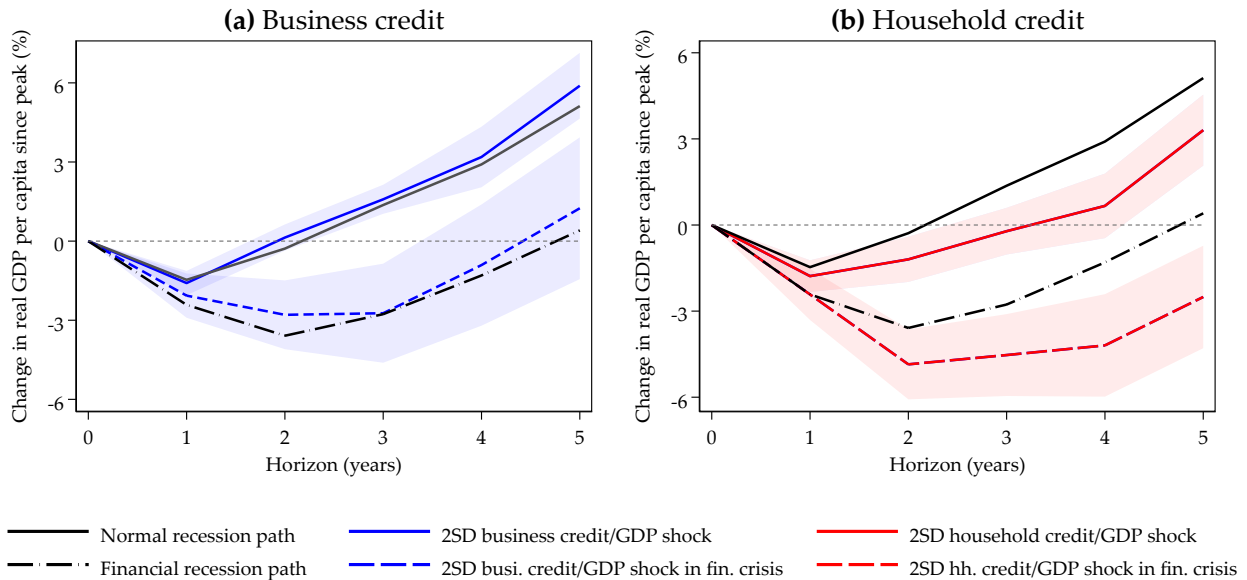 (a) Business credit
Change in real GDP per capita since peak (%)
6
3
0
-3
-6
0 1 2 3 4 5
Horizon (years)
(b) Household credit
Change in real GDP per capita since peak (%)
6
3
0
-3
-6
0 1 2 3 4 5
Horizon (years)
Normal recession path
2SD business credit/GDP shock
2SD household credit/GDP shock
Financial recession path
2SD busi. credit/GDP shock in fin. crisis
2SD hh. credit/GDP shock in fin. crisis